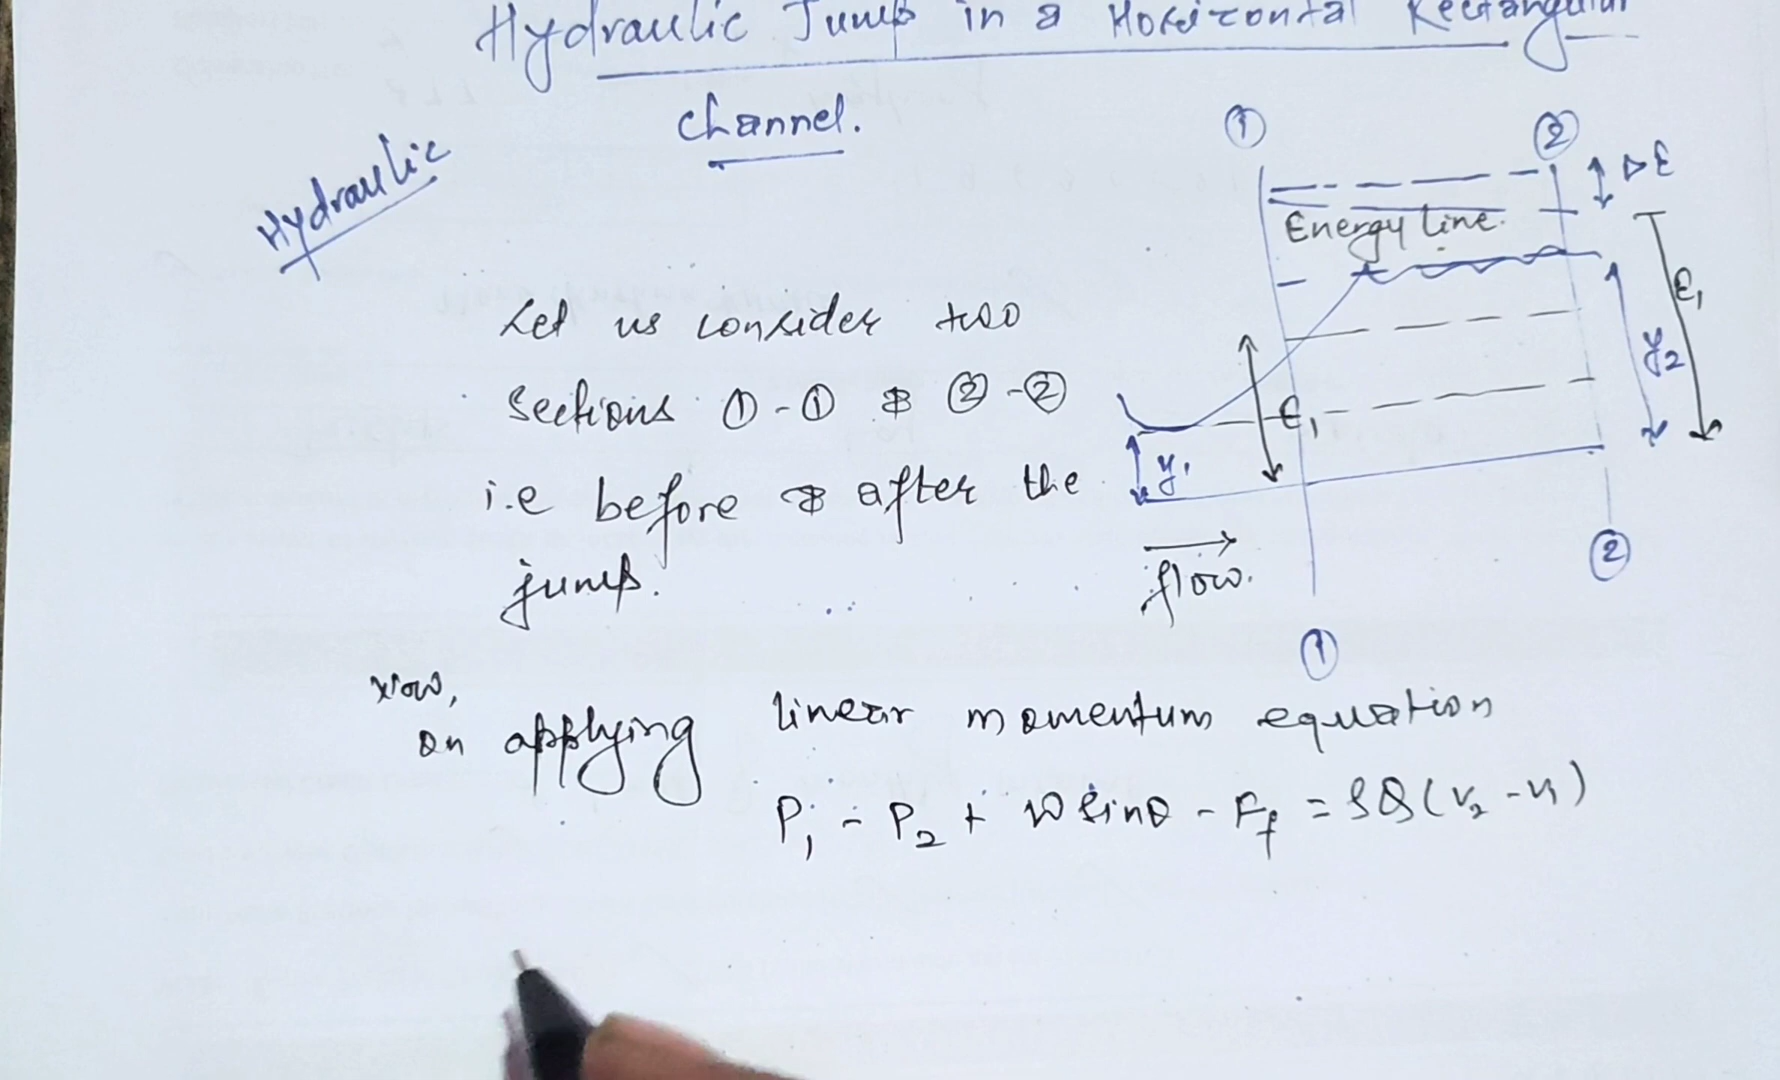 Hydraulic Jump in a Horizontal Rectangular
channel.
Hydraulic
① ②
ΔE
Energy line.
E₁
y₂
E₁
y₁
flow.
②
①
Let us consider two
sections ①-① & ②-②
i.e before & after the
jump.
Now,
on applying linear momentum equation
P₁ - P₂ + W sinθ - F_f = ρQ(v₂ - v₁)